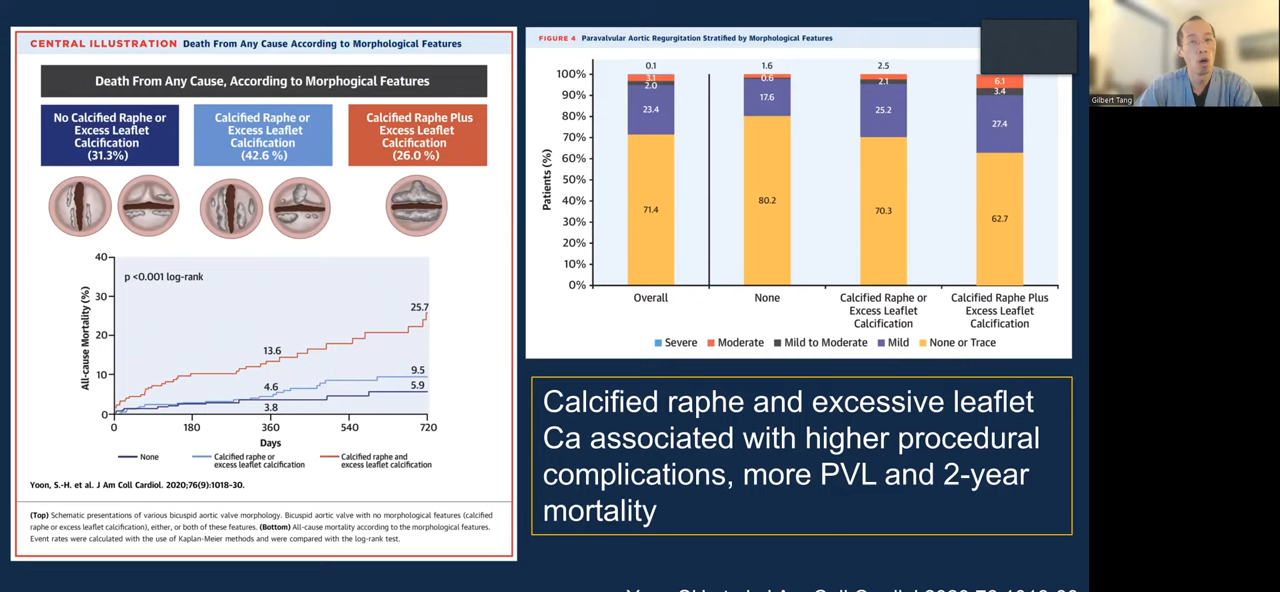 CENTRAL ILLUSTRATION Death From Any Cause According to Morphological Features
Death From Any Cause, According to Morphogical Features
No Calcified Raphe or
Excess Leaflet
Calcification
(31.3%)
Calcified Raphe or
Excess Leaflet
Calcification
(42.6 %)
Calcified Raphe Plus
Excess Leaflet
Calcification
(26.0 %)
40
30
20
10
0
All-cause Mortality (%)
p <0.001 log-rank
25.7
13.6
9.5
4.6
5.9
3.8
0 180 360 540 720
Days
None
Calcified raphe or
excess leaflet calcification
Calcified raphe and
excess leaflet calcification
Yoon, S.-H. et al. J Am Coll Cardiol. 2020;76(9):1018-30.
(Top) Schematic presentations of various bicuspid aortic valve morphology. Bicuspid aortic valve with no morphological features (calcified
raphe or excess leaflet calcification), either, or both of these features. (Bottom) All-cause mortality according to the morphological features.
Event rates were calculated with the use of Kaplan-Meier methods and were compared with the log-rank test.
FIGURE 4 Paravalvular Aortic Regurgitation Stratified by Morphological Features
100%
90%
80%
70%
60%
50%
40%
30%
20%
10%
0%
Patients (%)
0.1
3.1
2.0
23.4
71.4
1.6
0.6
17.6
80.2
2.5
2.1
25.2
70.3
6.1
3.4
27.4
62.7
Overall
None
Calcified Raphe or
Excess Leaflet
Calcification
Calcified Raphe Plus
Excess Leaflet
Calcification
Severe Moderate Mild to Moderate Mild None or Trace
Calcified raphe and excessive leaflet
Ca associated with higher procedural
complications, more PVL and 2-year
mortality
Gilbert Tang